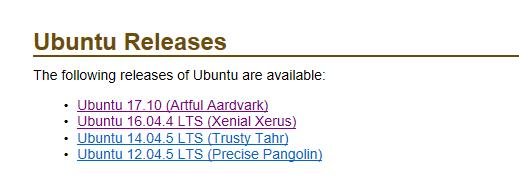 Ubuntu Releases
The following releases of Ubuntu are available:
• Ubuntu 17.10 (Artful Aardvark)
• Ubuntu 16.04.4 LTS (Xenial Xerus)
• Ubuntu 14.04.5 LTS (Trusty Tahr)
• Ubuntu 12.04.5 LTS (Precise Pangolin)